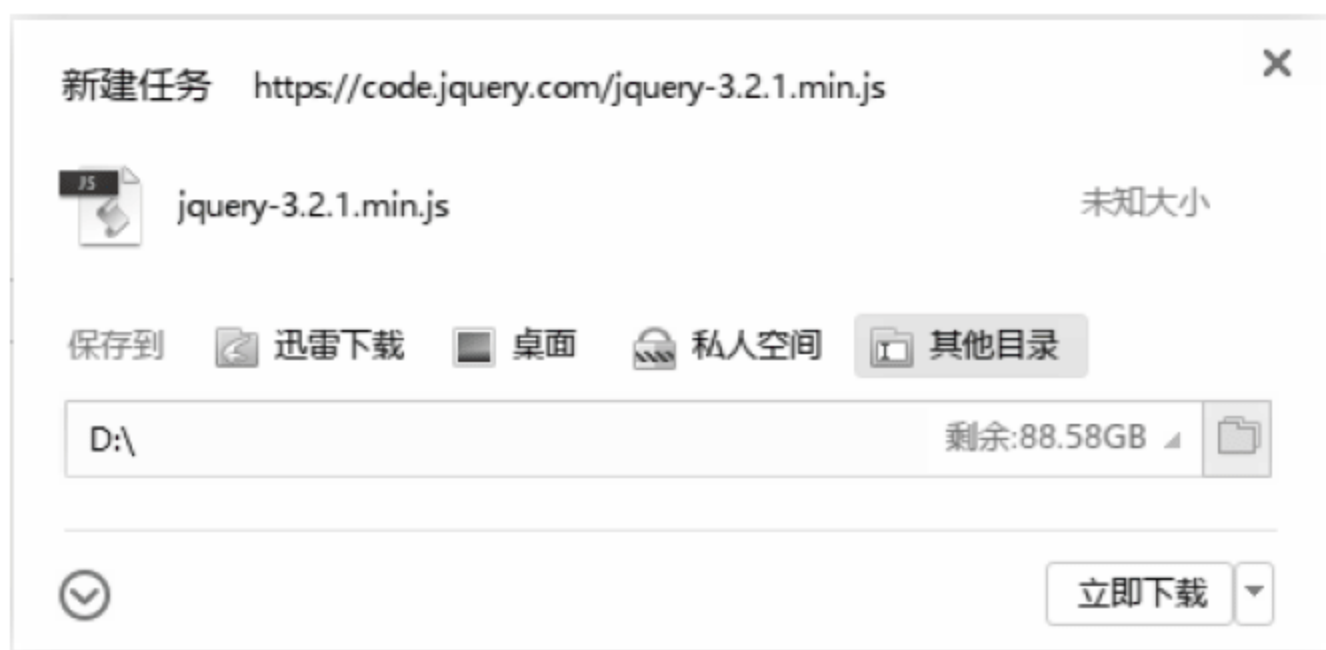 新建任务 https://code.jquery.com/jquery-3.2.1.min.js
JS
jquery-3.2.1.min.js 未知大小
保存到 迅雷下载 桌面 私人空间 其他目录
D:\ 剩余:88.58GB
立即下载